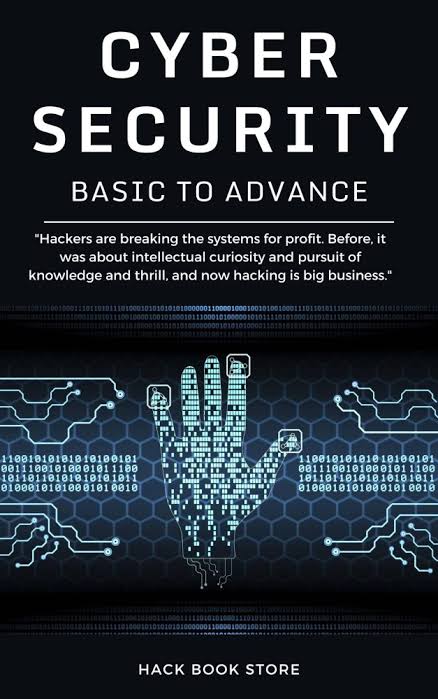 CYBER
SECURITY
BASIC TO ADVANCE
"Hackers are breaking the systems for profit. Before, it
was about intellectual curiosity and pursuit of
knowledge and thrill, and now hacking is big business."
HACK BOOK STORE